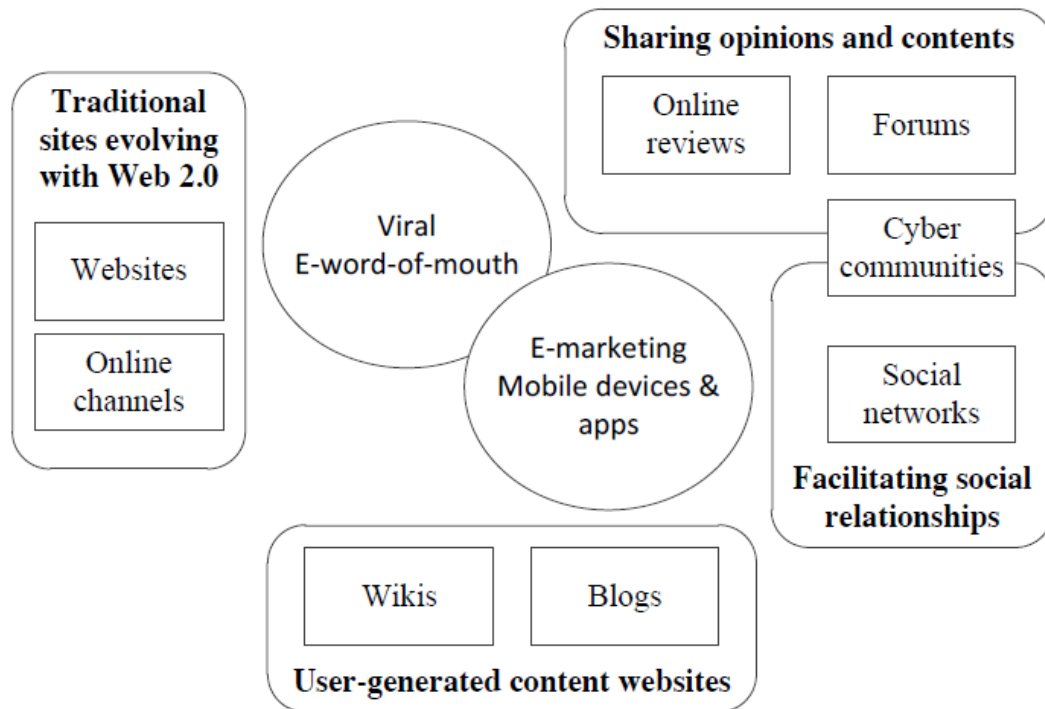 Traditional
sites evolving
with Web 2.0
Websites
Online
channels
Viral
E-word-of-mouth
E-marketing
Mobile devices &
apps
Sharing opinions and contents
Online
reviews
Forums
Cyber
communities
Social
networks
Facilitating social
relationships
Wikis
Blogs
User-generated content websites